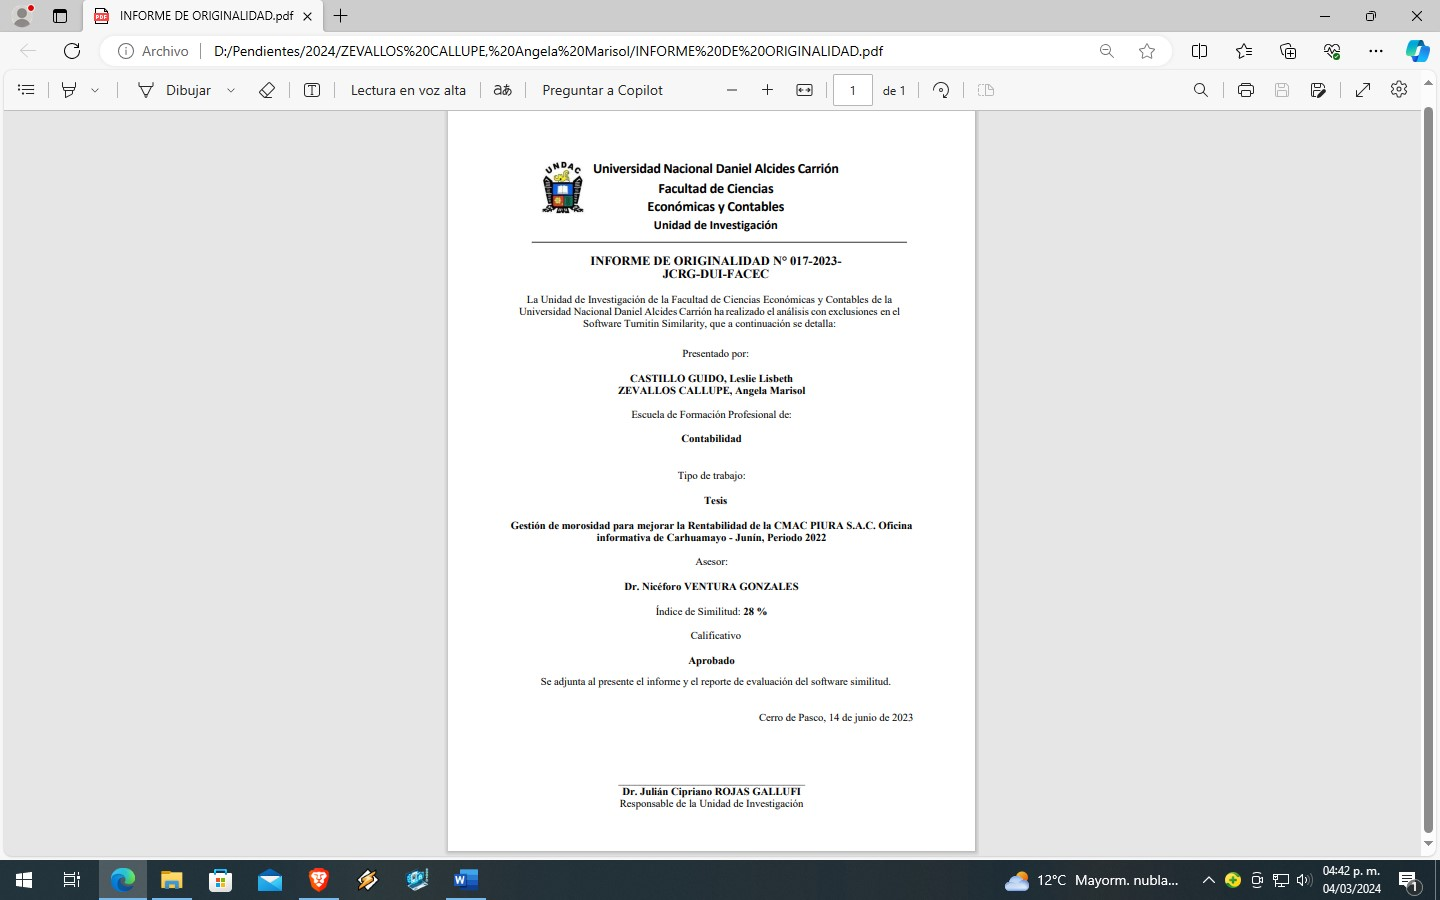 INFORME DE ORIGINALIDAD.pdf
Archivo
D:/Pendientes/2024/ZEVALLOS%20CALLUPE,%20Angela%20Marisol/INFORME%20DE%20ORIGINALIDAD.pdf
Dibujar
Lectura en voz alta
aあ
Preguntar a Copilot
1
de 1
UNDAC
Universidad Nacional Daniel Alcides Carrión
Facultad de Ciencias
Económicas y Contables
Unidad de Investigación
INFORME DE ORIGINALIDAD N° 017-2023-
JCRG-DUI-FACEC
La Unidad de Investigación de la Facultad de Ciencias Económicas y Contables de la
Universidad Nacional Daniel Alcides Carrión ha realizado el análisis con exclusiones en el
Software Turnitin Similarity, que a continuación se detalla:
Presentado por:
CASTILLO GUIDO, Leslie Lisbeth
ZEVALLOS CALLUPE, Angela Marisol
Escuela de Formación Profesional de:
Contabilidad
Tipo de trabajo:
Tesis
Gestión de morosidad para mejorar la Rentabilidad de la CMAC PIURA S.A.C. Oficina
informativa de Carhuamayo - Junín, Periodo 2022
Asesor:
Dr. Nicéforo VENTURA GONZALES
Índice de Similitud: 28 %
Calificativo
Aprobado
Se adjunta al presente el informe y el reporte de evaluación del software similitud.
Cerro de Pasco, 14 de junio de 2023
Dr. Julián Cipriano ROJAS GALLUFI
Responsable de la Unidad de Investigación
12°C Mayorm. nubla...
04:42 p. m.
04/03/2024
1